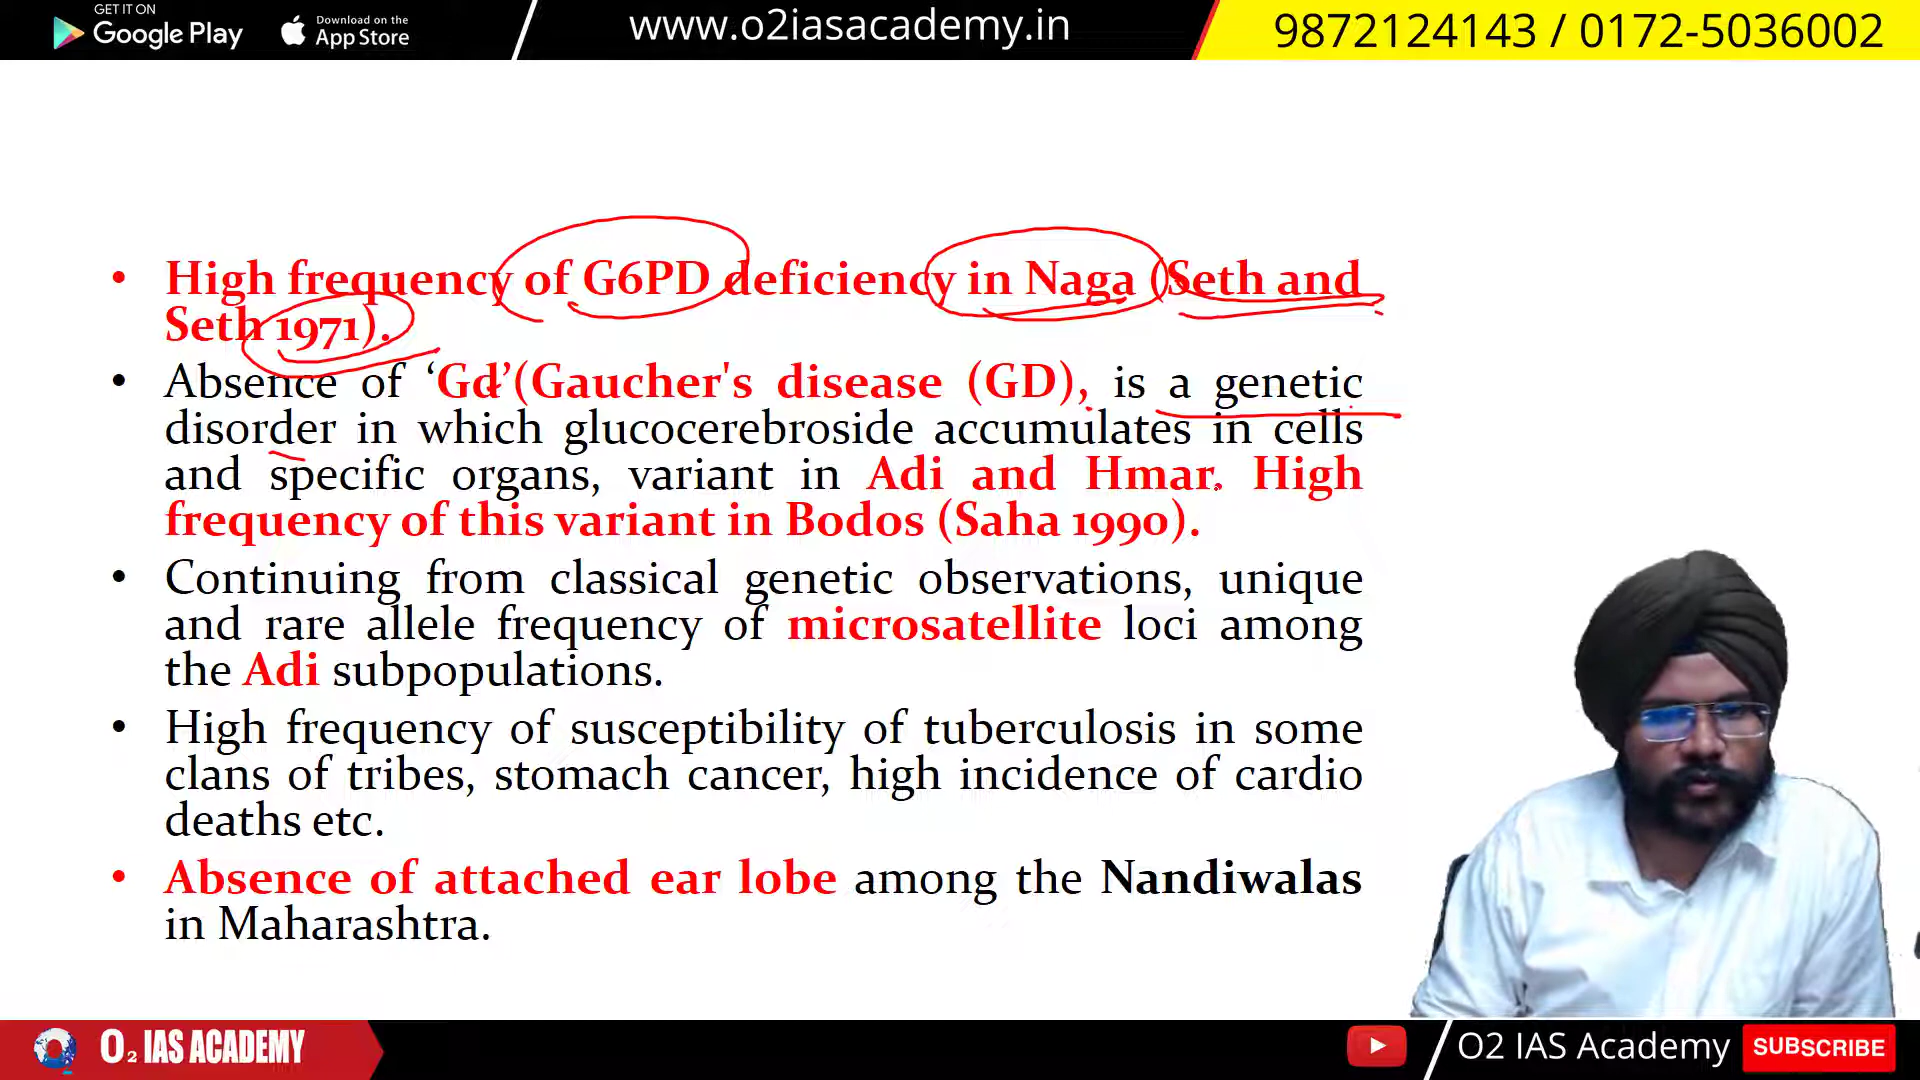 GET IT ON
Google Play
Download on the
App Store
www.o2iasacademy.in
9872124143 / 0172-5036002
• High frequency of G6PD deficiency in Naga (Seth and
Seth 1971).
• Absence of ‘Gd’(Gaucher's disease (GD), is a genetic
disorder in which glucocerebroside accumulates in cells
and specific organs, variant in Adi and Hmar. High
frequency of this variant in Bodos (Saha 1990).
• Continuing from classical genetic observations, unique
and rare allele frequency of microsatellite loci among
the Adi subpopulations.
• High frequency of susceptibility of tuberculosis in some
clans of tribes, stomach cancer, high incidence of cardio
deaths etc.
• Absence of attached ear lobe among the Nandiwalas
in Maharashtra.
O2 IAS ACADEMY
O2 IAS Academy
SUBSCRIBE